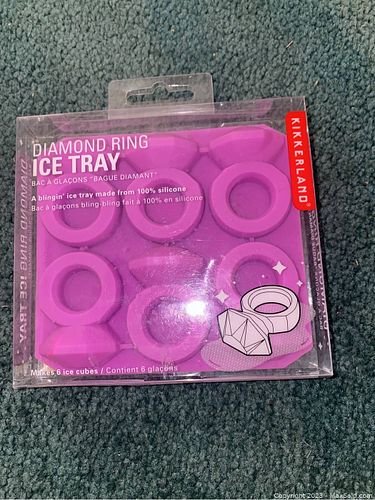 DIAMOND RING
ICE TRAY
BAC À GLAÇONS "BAGUE DIAMANT"
A blingin' ice tray made from 100% silicone
Bac à glaçons bling-bling fait à 100% en silicone
KIKKERLAND®
DIAMOND RING ICE TRAY
Makes 6 ice cubes / Contient 6 glaçons
Copyright 2023 - MaxSold.com